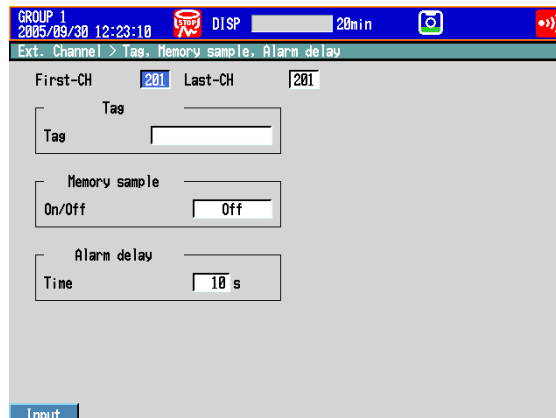 GROUP 1
2005/09/30 12:23:10
STOP
DISP
20min
Ext. Channel > Tag, Memory sample, Alarm delay
First-CH 201 Last-CH 201
Tag
Tag
Memory sample
On/Off Off
Alarm delay
Time 10 s
Input